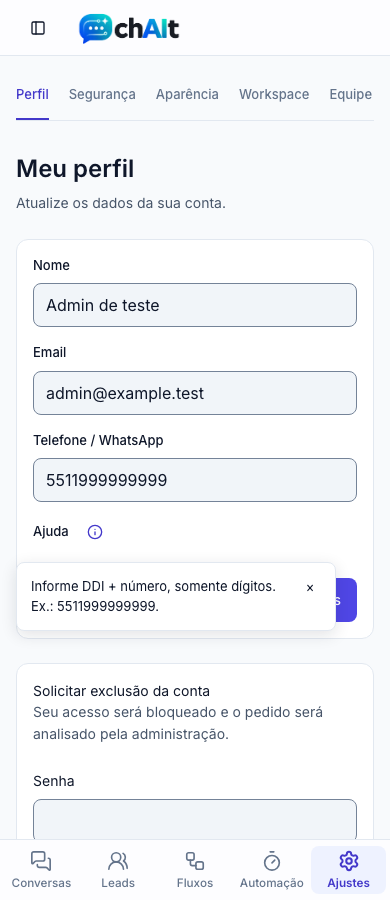 chAIt
Perfil Segurança Aparência Workspace Equipe
Meu perfil
Atualize os dados da sua conta.
Nome
Admin de teste
Email
admin@example.test
Telefone / WhatsApp
5511999999999
Ajuda
Informe DDI + número, somente dígitos. ×
Ex.: 5511999999999.
Solicitar exclusão da conta
Seu acesso será bloqueado e o pedido será
analisado pela administração.
Senha
Conversas Leads Fluxos Automação Ajustes